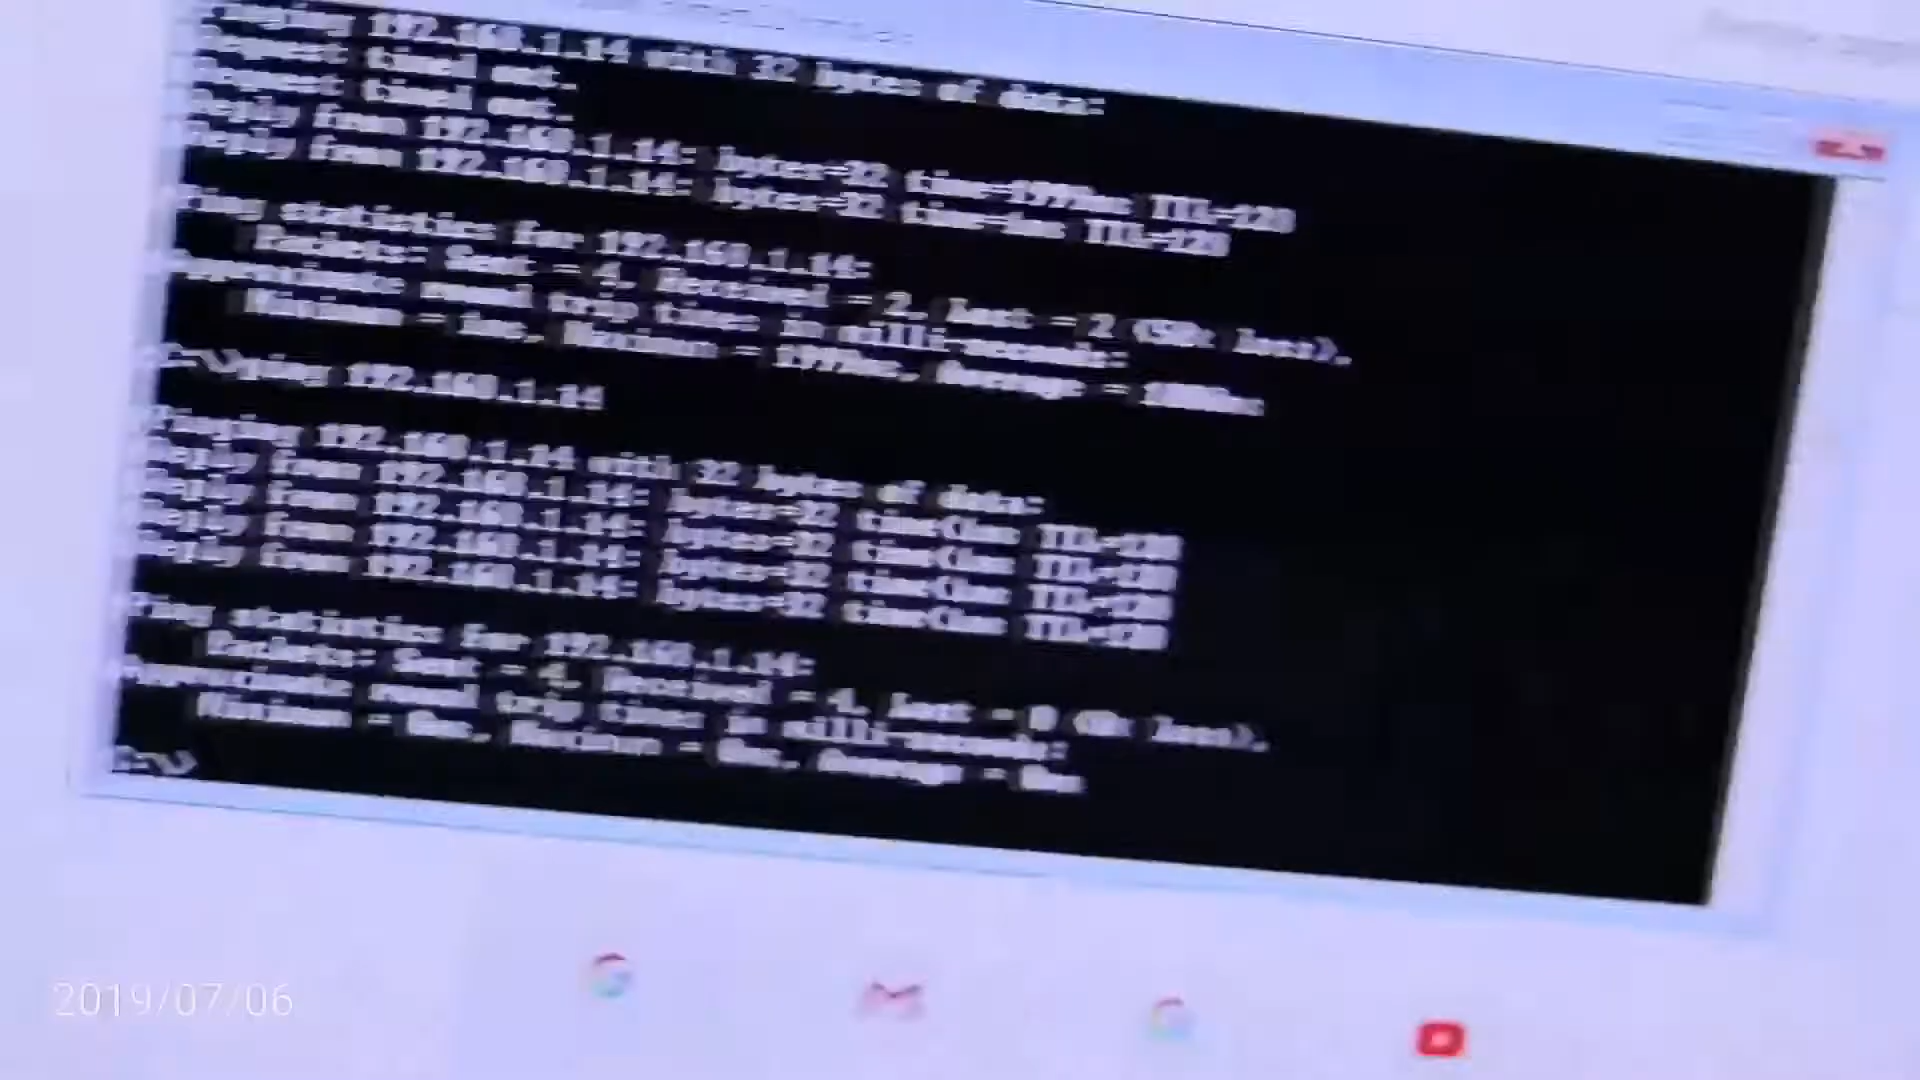 Pinging 192.168.1.14 with 32 bytes of data:
Request timed out.
Request timed out.
Reply from 192.168.1.14: bytes=32 time=1999ms TTL=128
Reply from 192.168.1.14: bytes=32 time=1ms TTL=128
Ping statistics for 192.168.1.14:
Packets: Sent = 4, Received = 2, Lost = 2 (50% loss),
Approximate round trip times in milli-seconds:
Minimum = 1ms, Maximum = 1999ms, Average = 1000ms
ping 192.168.1.14
Pinging 192.168.1.14 with 32 bytes of data:
Reply from 192.168.1.14: bytes=32 time<1ms TTL=128
Reply from 192.168.1.14: bytes=32 time<1ms TTL=128
Reply from 192.168.1.14: bytes=32 time<1ms TTL=128
Reply from 192.168.1.14: bytes=32 time<1ms TTL=128
Ping statistics for 192.168.1.14:
Packets: Sent = 4, Received = 4, Lost = 0 (0% loss),
Approximate round trip times in milli-seconds:
Minimum = 0ms, Maximum = 0ms, Average = 0ms
2019/07/06